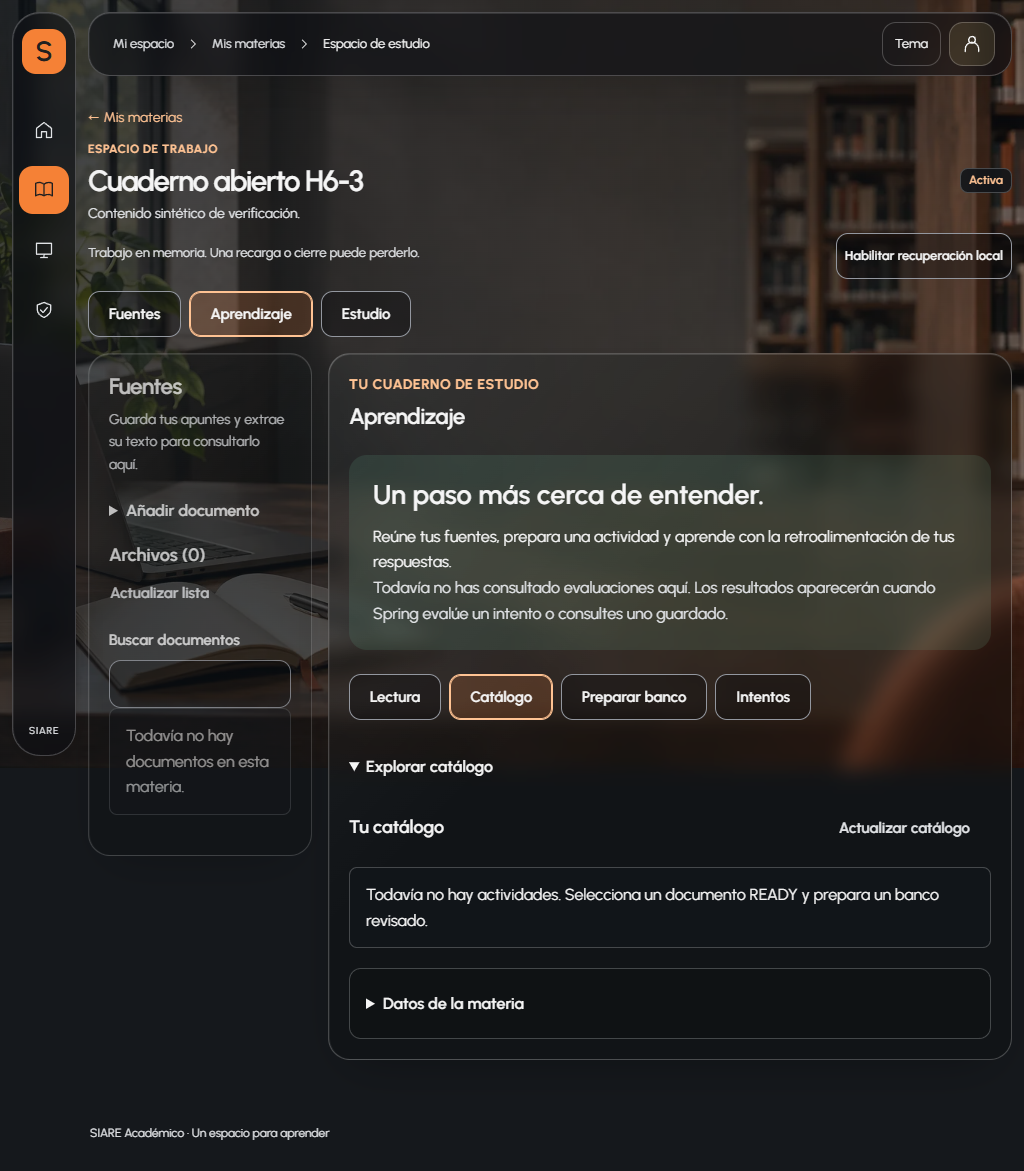 S
Mi espacio > Mis materias > Espacio de estudio
Tema
← Mis materias
ESPACIO DE TRABAJO
Cuaderno abierto H6-3
Activa
Contenido sintético de verificación.
Trabajo en memoria. Una recarga o cierre puede perderlo.
Habilitar recuperación local
Fuentes
Aprendizaje
Estudio
Fuentes
Guarda tus apuntes y extrae
su texto para consultarlo
aquí.
▶ Añadir documento
Archivos (0)
Actualizar lista
Buscar documentos
Todavía no hay
documentos en esta
materia.
SIARE
TU CUADERNO DE ESTUDIO
Aprendizaje
Un paso más cerca de entender.
Reúne tus fuentes, prepara una actividad y aprende con la retroalimentación de tus
respuestas.
Todavía no has consultado evaluaciones aquí. Los resultados aparecerán cuando
Spring evalúe un intento o consultes uno guardado.
Lectura
Catálogo
Preparar banco
Intentos
▼ Explorar catálogo
Tu catálogo
Actualizar catálogo
Todavía no hay actividades. Selecciona un documento READY y prepara un banco
revisado.
▶ Datos de la materia
SIARE Académico · Un espacio para aprender